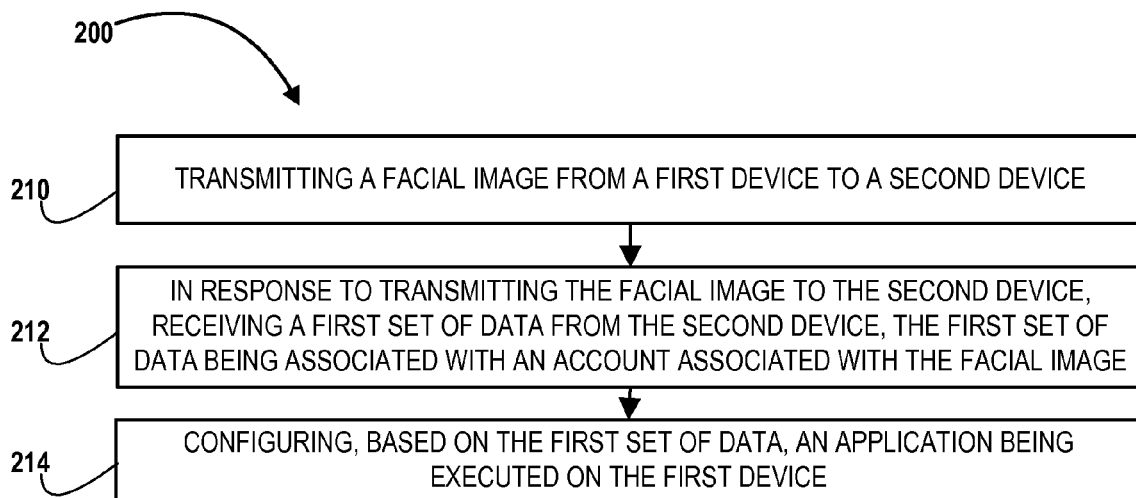 200
210
TRANSMITTING A FACIAL IMAGE FROM A FIRST DEVICE TO A SECOND DEVICE
212
IN RESPONSE TO TRANSMITTING THE FACIAL IMAGE TO THE SECOND DEVICE,
RECEIVING A FIRST SET OF DATA FROM THE SECOND DEVICE, THE FIRST SET OF
DATA BEING ASSOCIATED WITH AN ACCOUNT ASSOCIATED WITH THE FACIAL IMAGE
214
CONFIGURING, BASED ON THE FIRST SET OF DATA, AN APPLICATION BEING
EXECUTED ON THE FIRST DEVICE